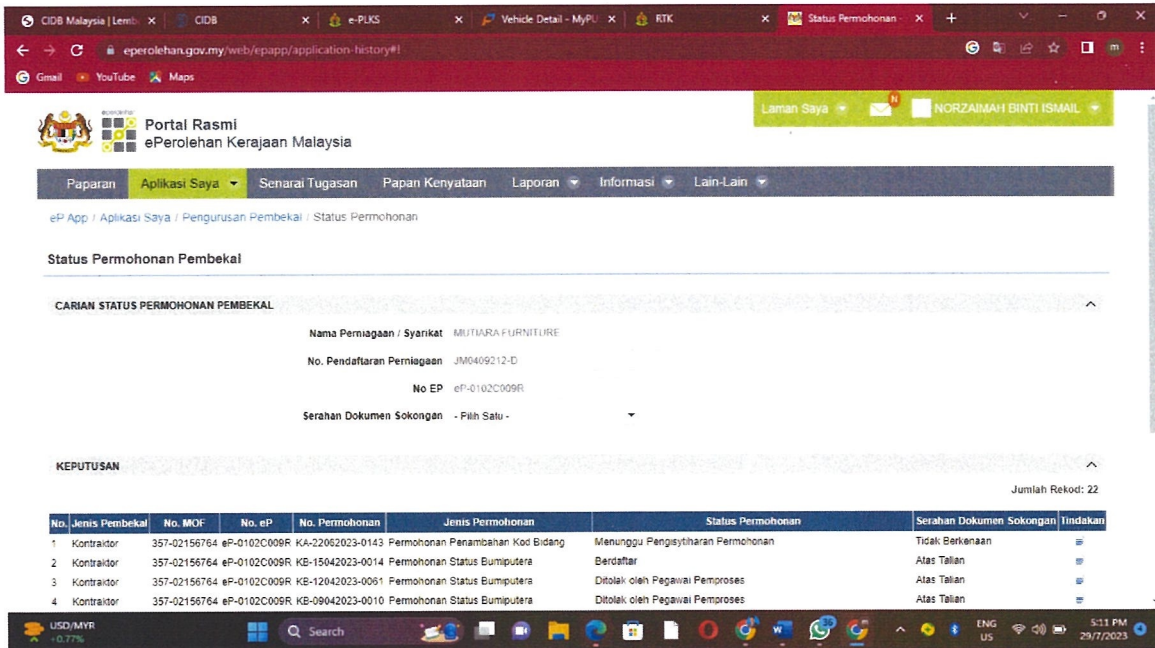 CIDB Malaysia | Lemb CIDB e-PLKS Vehicle Detail - MyPU RTK Status Permohonan -
eperolehan.gov.my/web/epapp/application-history#!
Gmail YouTube Maps
Laman Saya N NORZAIMAH BINTI ISMAIL
eperolehan
Portal Rasmi
ePerolehan Kerajaan Malaysia
Paparan Aplikasi Saya Senarai Tugasan Papan Kenyataan Laporan Informasi Lain-Lain
eP App / Aplikasi Saya / Pengurusan Pembekal / Status Permohonan
Status Permohonan Pembekal
CARIAN STATUS PERMOHONAN PEMBEKAL
Nama Perniagaan / Syarikat MUTIARA FURNITURE
No. Pendaftaran Perniagaan JM0409212-D
No EP eP-0102C009R
Serahan Dokumen Sokongan - Pilih Satu -
KEPUTUSAN
Jumlah Rekod: 22
No. Jenis Pembekal No. MOF No. eP No. Permohonan Jenis Permohonan Status Permohonan Serahan Dokumen Sokongan Tindakan
1 Kontraktor 357-02156764 eP-0102C009R KA-22062023-0143 Permohonan Penambahan Kod Bidang Menunggu Pengisytiharan Permohonan Tidak Berkenaan
2 Kontraktor 357-02156764 eP-0102C009R KB-15042023-0014 Permohonan Status Bumiputera Berdaftar Atas Talian
3 Kontraktor 357-02156764 eP-0102C009R KB-12042023-0061 Permohonan Status Bumiputera Ditolak oleh Pegawai Pemproses Atas Talian
4 Kontraktor 357-02156764 eP-0102C009R KB-09042023-0010 Permohonan Status Bumiputera Ditolak oleh Pegawai Pemproses Atas Talian
USD/MYR
+0.77%
Search
ENG
US
5:11 PM
29/7/2023